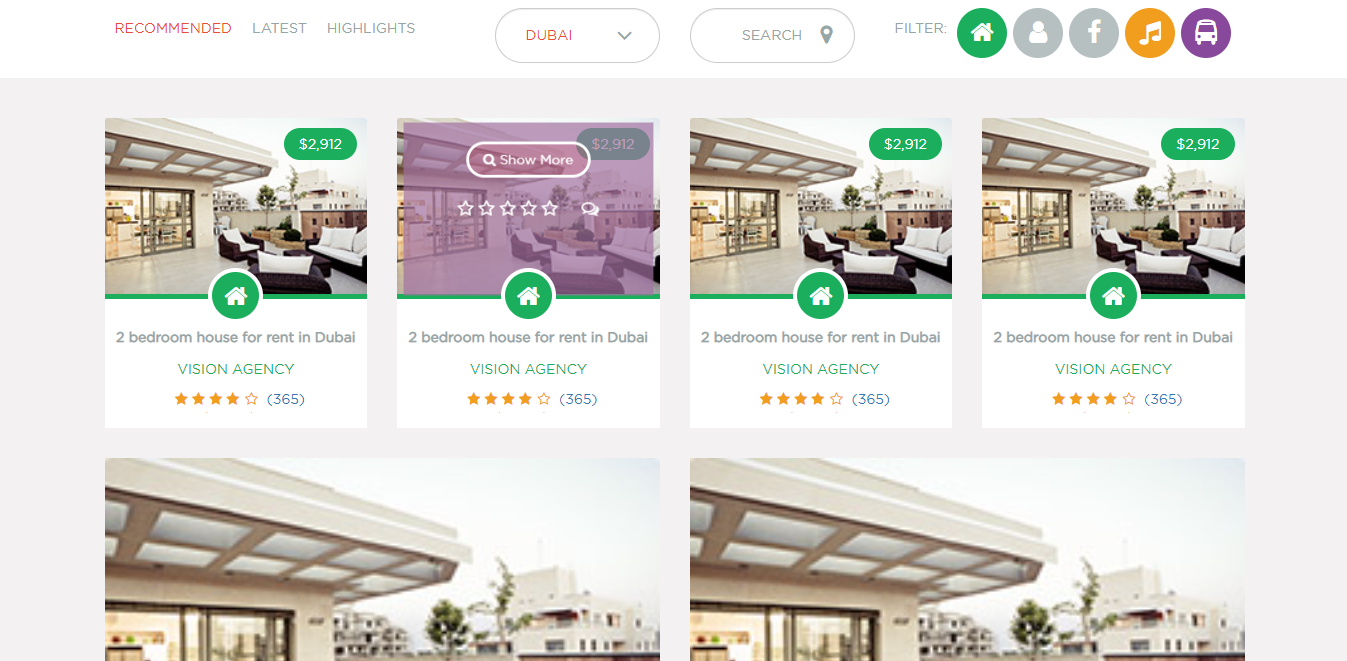 RECOMMENDED LATEST HIGHLIGHTS DUBAI SEARCH FILTER:
$2,912 $2,912 $2,912 $2,912
Show More
2 bedroom house for rent in Dubai 2 bedroom house for rent in Dubai 2 bedroom house for rent in Dubai 2 bedroom house for rent in Dubai
VISION AGENCY VISION AGENCY VISION AGENCY VISION AGENCY
(365) (365) (365) (365)